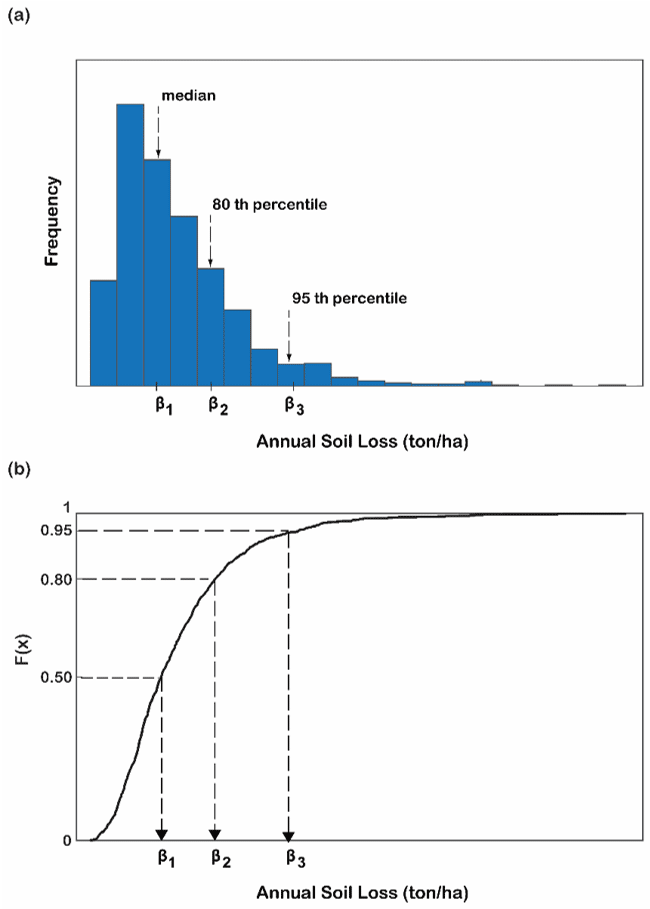 (a)
median
80 th percentile
95 th percentile
Frequency
β1 β2 β3
Annual Soil Loss (ton/ha)
(b)
1
0.95
0.80
F(x)
0.50
0
β1 β2 β3
Annual Soil Loss (ton/ha)